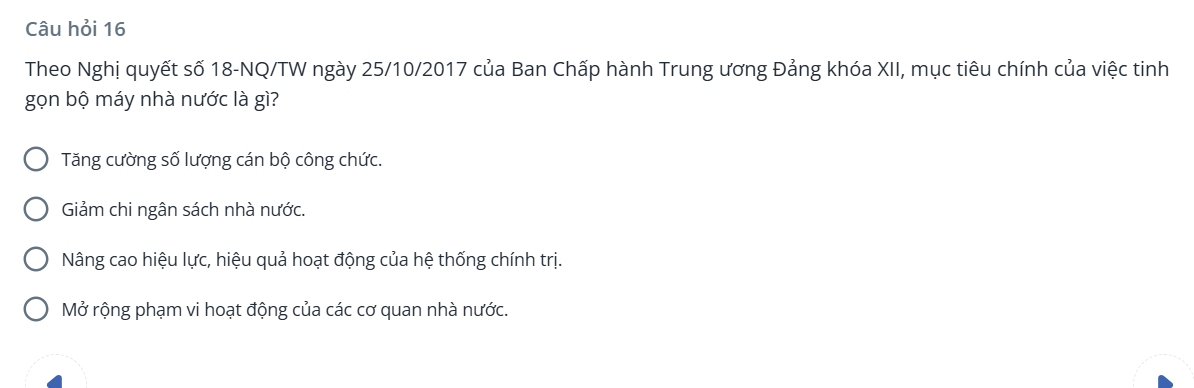 Câu hỏi 16
Theo Nghị quyết số 18-NQ/TW ngày 25/10/2017 của Ban Chấp hành Trung ương Đảng khóa XII, mục tiêu chính của việc tinh
gọn bộ máy nhà nước là gì?
Tăng cường số lượng cán bộ công chức.
Giảm chi ngân sách nhà nước.
Nâng cao hiệu lực, hiệu quả hoạt động của hệ thống chính trị.
Mở rộng phạm vi hoạt động của các cơ quan nhà nước.